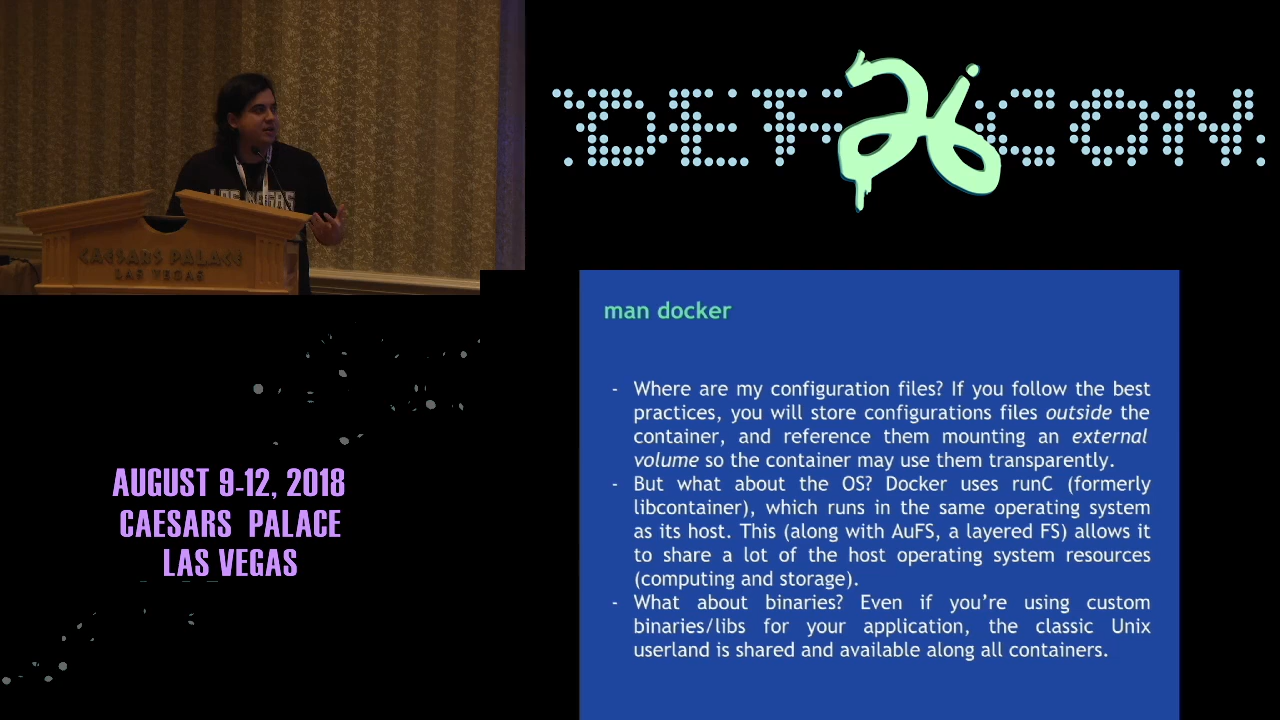 DEF CON
26
LAS VEGAS
CAESARS PALACE
LAS VEGAS
AUGUST 9-12, 2018
CAESARS PALACE
LAS VEGAS
man docker
- Where are my configuration files? If you follow the best
practices, you will store configurations files outside the
container, and reference them mounting an external
volume so the container may use them transparently.
- But what about the OS? Docker uses runC (formerly
libcontainer), which runs in the same operating system
as its host. This (along with AuFS, a layered FS) allows it
to share a lot of the host operating system resources
(computing and storage).
- What about binaries? Even if you’re using custom
binaries/libs for your application, the classic Unix
userland is shared and available along all containers.